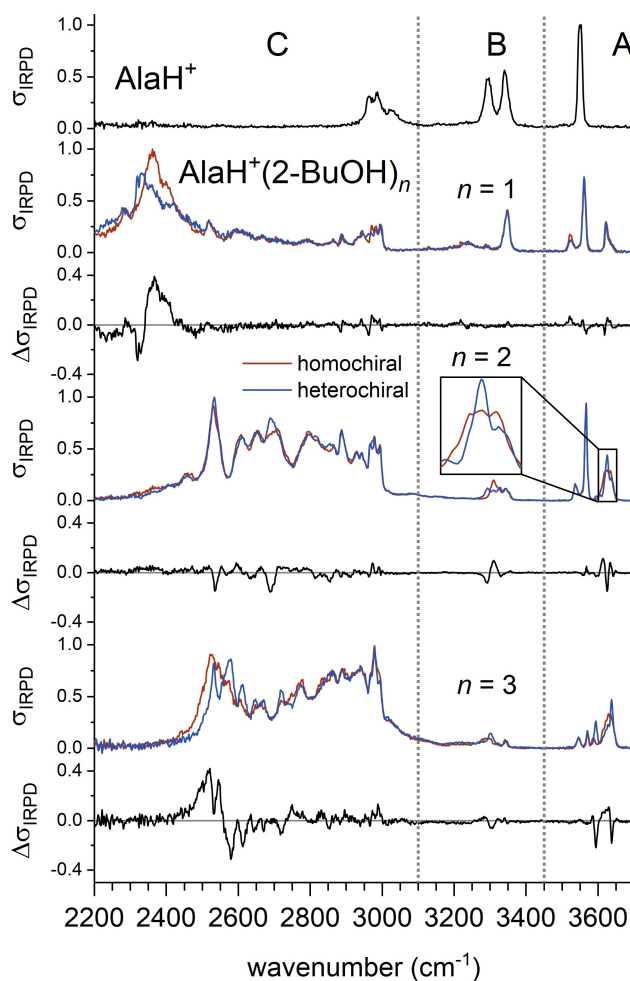 C B A
1.0
AlaH⁺
σIRPD
0.5
0.0
1.0
AlaH⁺(2-BuOH)n
n = 1
σIRPD
0.5
0.0
0.4
ΔσIRPD
0.0
-0.4
homochiral
heterochiral
n = 2
1.0
σIRPD
0.5
0.0
0.4
ΔσIRPD
0.0
-0.4
1.0
n = 3
σIRPD
0.5
0.0
0.4
ΔσIRPD
0.0
-0.4
2200 2400 2600 2800 3000 3200 3400 3600
wavenumber (cm⁻¹)